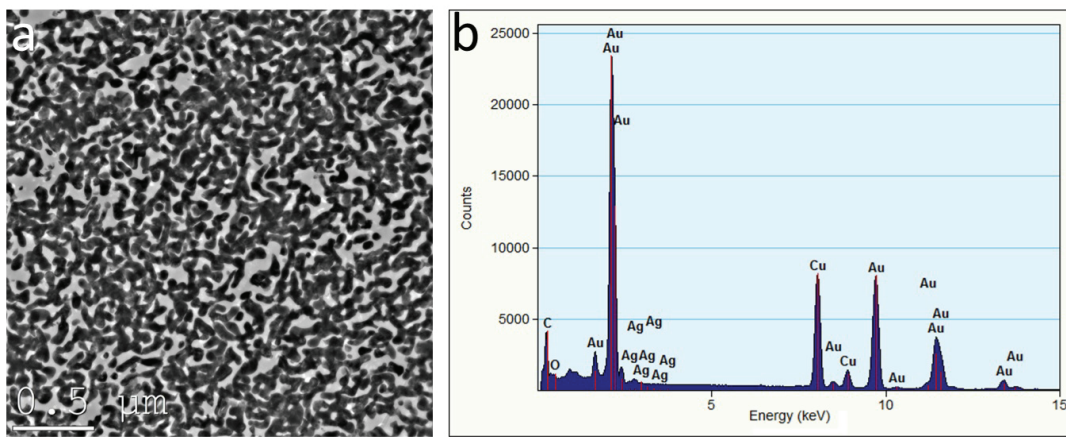 a
0.5 µm
b
25000
20000
15000
10000
5000
Counts
Au
Au
Au
Cu
Au
Au
C
O
Au
Ag
Ag
Ag
Ag
Ag
Ag
Ag
Au
Cu
Au
Au
Au
Au
Au
5
10
15
Energy (keV)